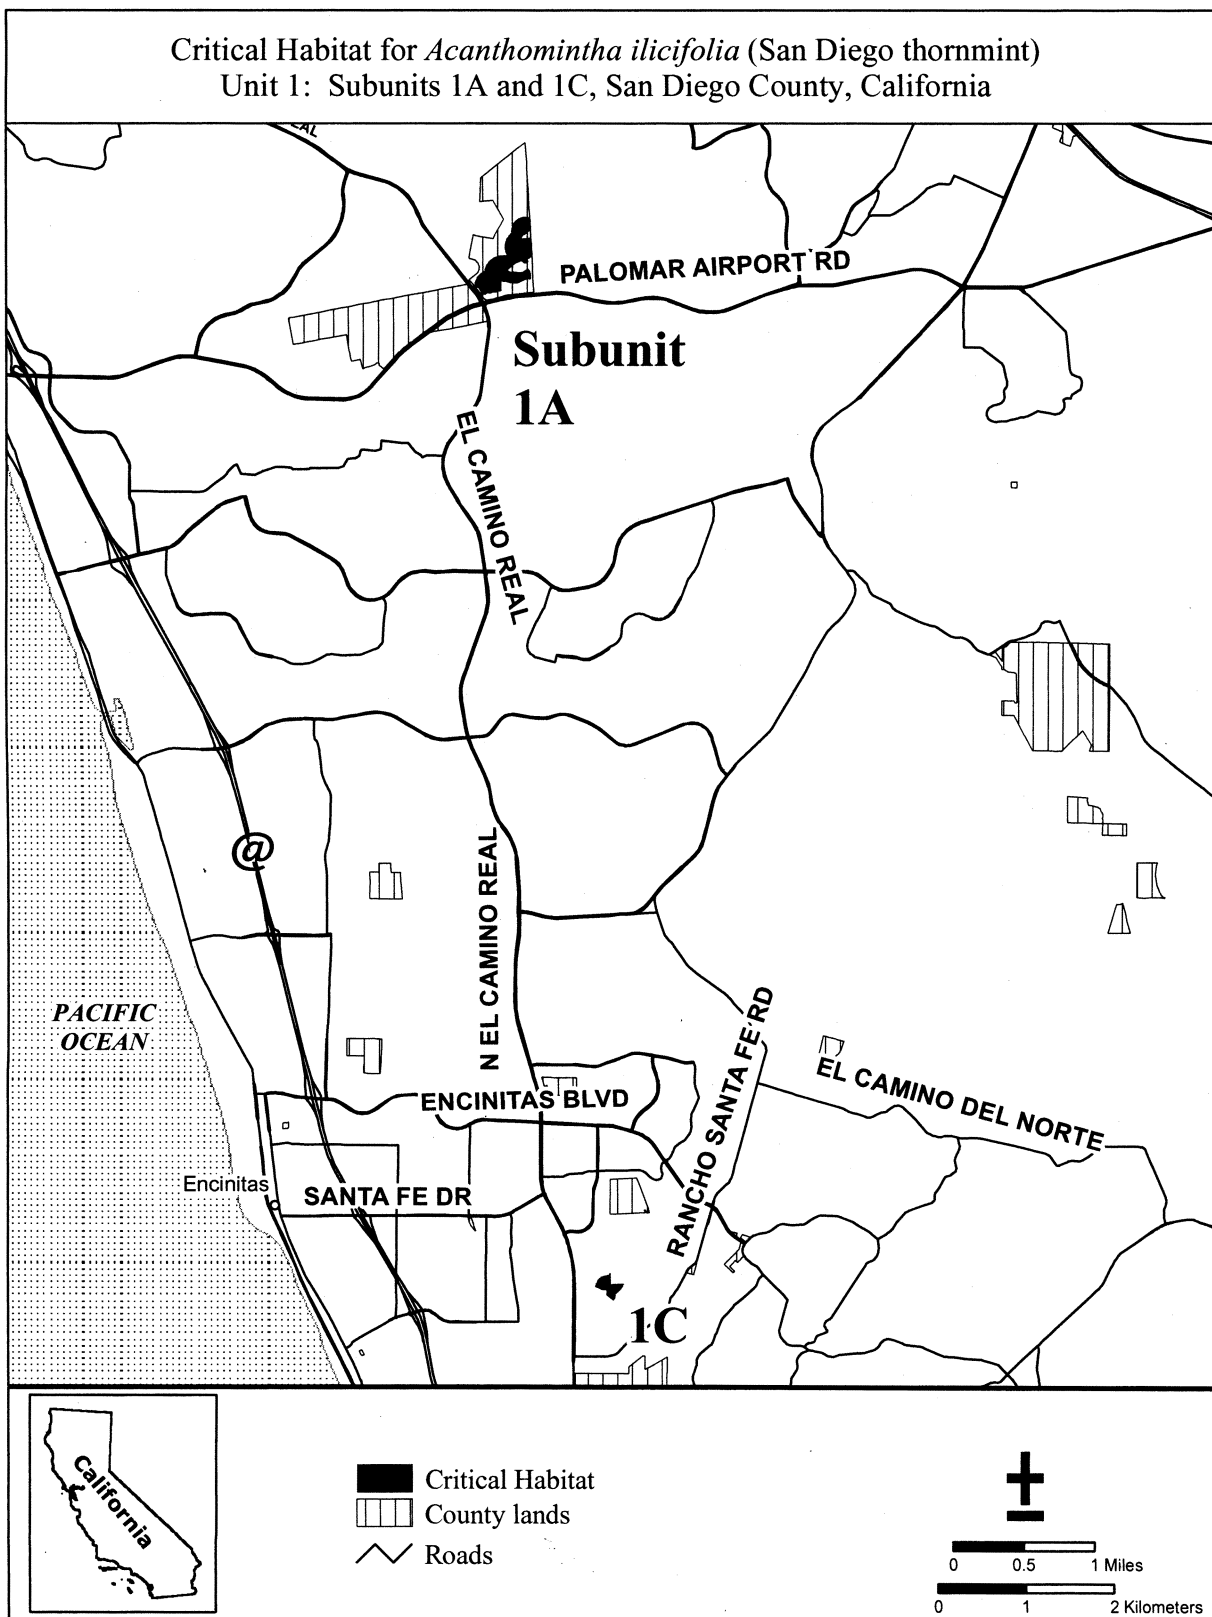 Critical Habitat for Acanthomintha ilicifolia (San Diego thornmint)
Unit 1: Subunits 1A and 1C, San Diego County, California
PALOMAR AIRPORT RD
Subunit
1A
EL CAMINO REAL
@
N EL CAMINO REAL
PACIFIC
OCEAN
RANCHO SANTA FE RD
EL CAMINO DEL NORTE
ENCINITAS BLVD
Encinitas
SANTA FE DR
1C
California
Critical Habitat
County lands
Roads
±
0 0.5 1 Miles
0 1 2 Kilometers